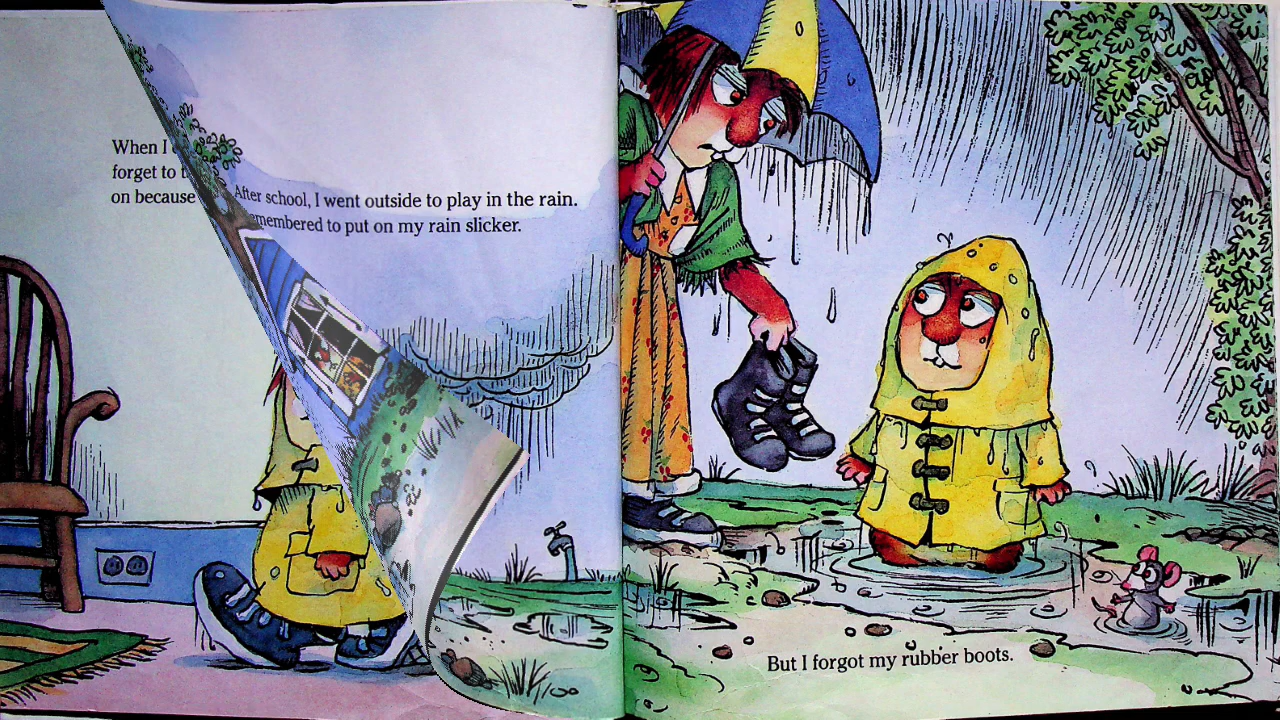 When I
forget to
on because
After school, I went outside to play in the rain.
remembered to put on my rain slicker.
But I forgot my rubber boots.